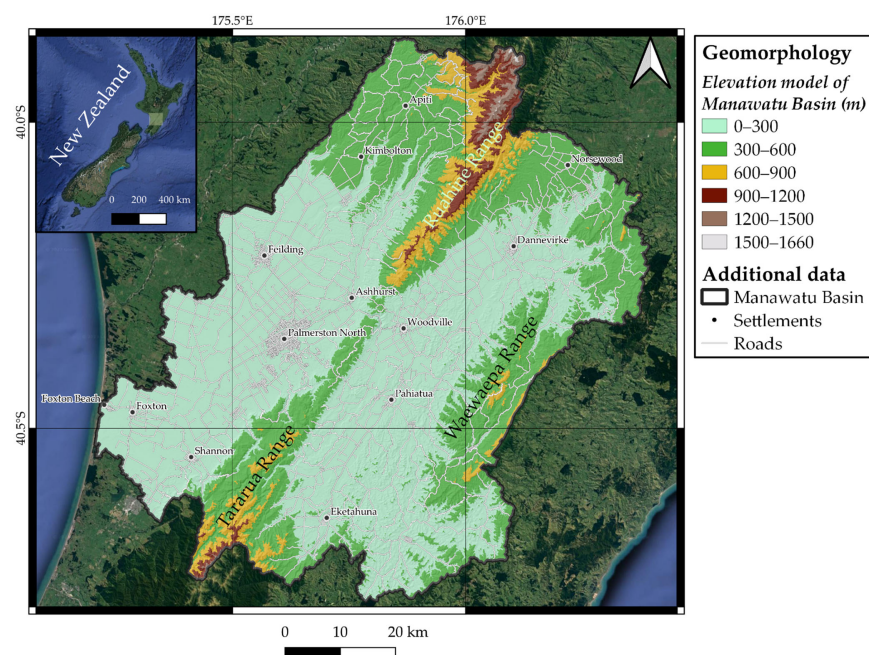 175.5°E
176.0°E
40.0°S
40.5°S
New Zealand
0
200
400 km
Apiti
Kimbolton
Norsewood
Ruahine Range
Feilding
Dannevirke
Ashhurst
Woodville
Palmerston North
Waewaepa Range
Pahiatua
Foxton Beach
Foxton
Shannon
Tararua Range
Eketahuna
0
10
20 km
Geomorphology
Elevation model of
Manawatu Basin (m)
0–300
300–600
600–900
900–1200
1200–1500
1500–1660
Additional data
Manawatu Basin
Settlements
Roads